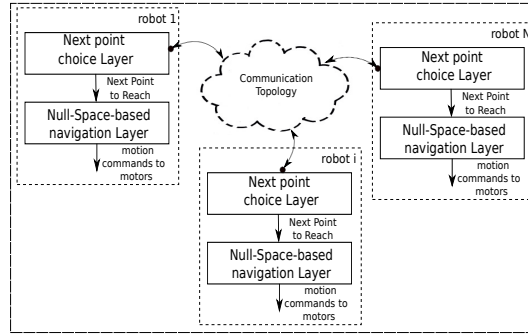 robot 1
Next point
choice Layer
Next Point
to Reach
Null-Space-based
navigation Layer
motion
commands to
motors
Communication
Topology
robot N
Next point
choice Layer
Next Point
to Reach
Null-Space-based
navigation Layer
motion
commands to
motors
robot i
Next point
choice Layer
Next Point
to Reach
Null-Space-based
navigation Layer
motion
commands to
motors